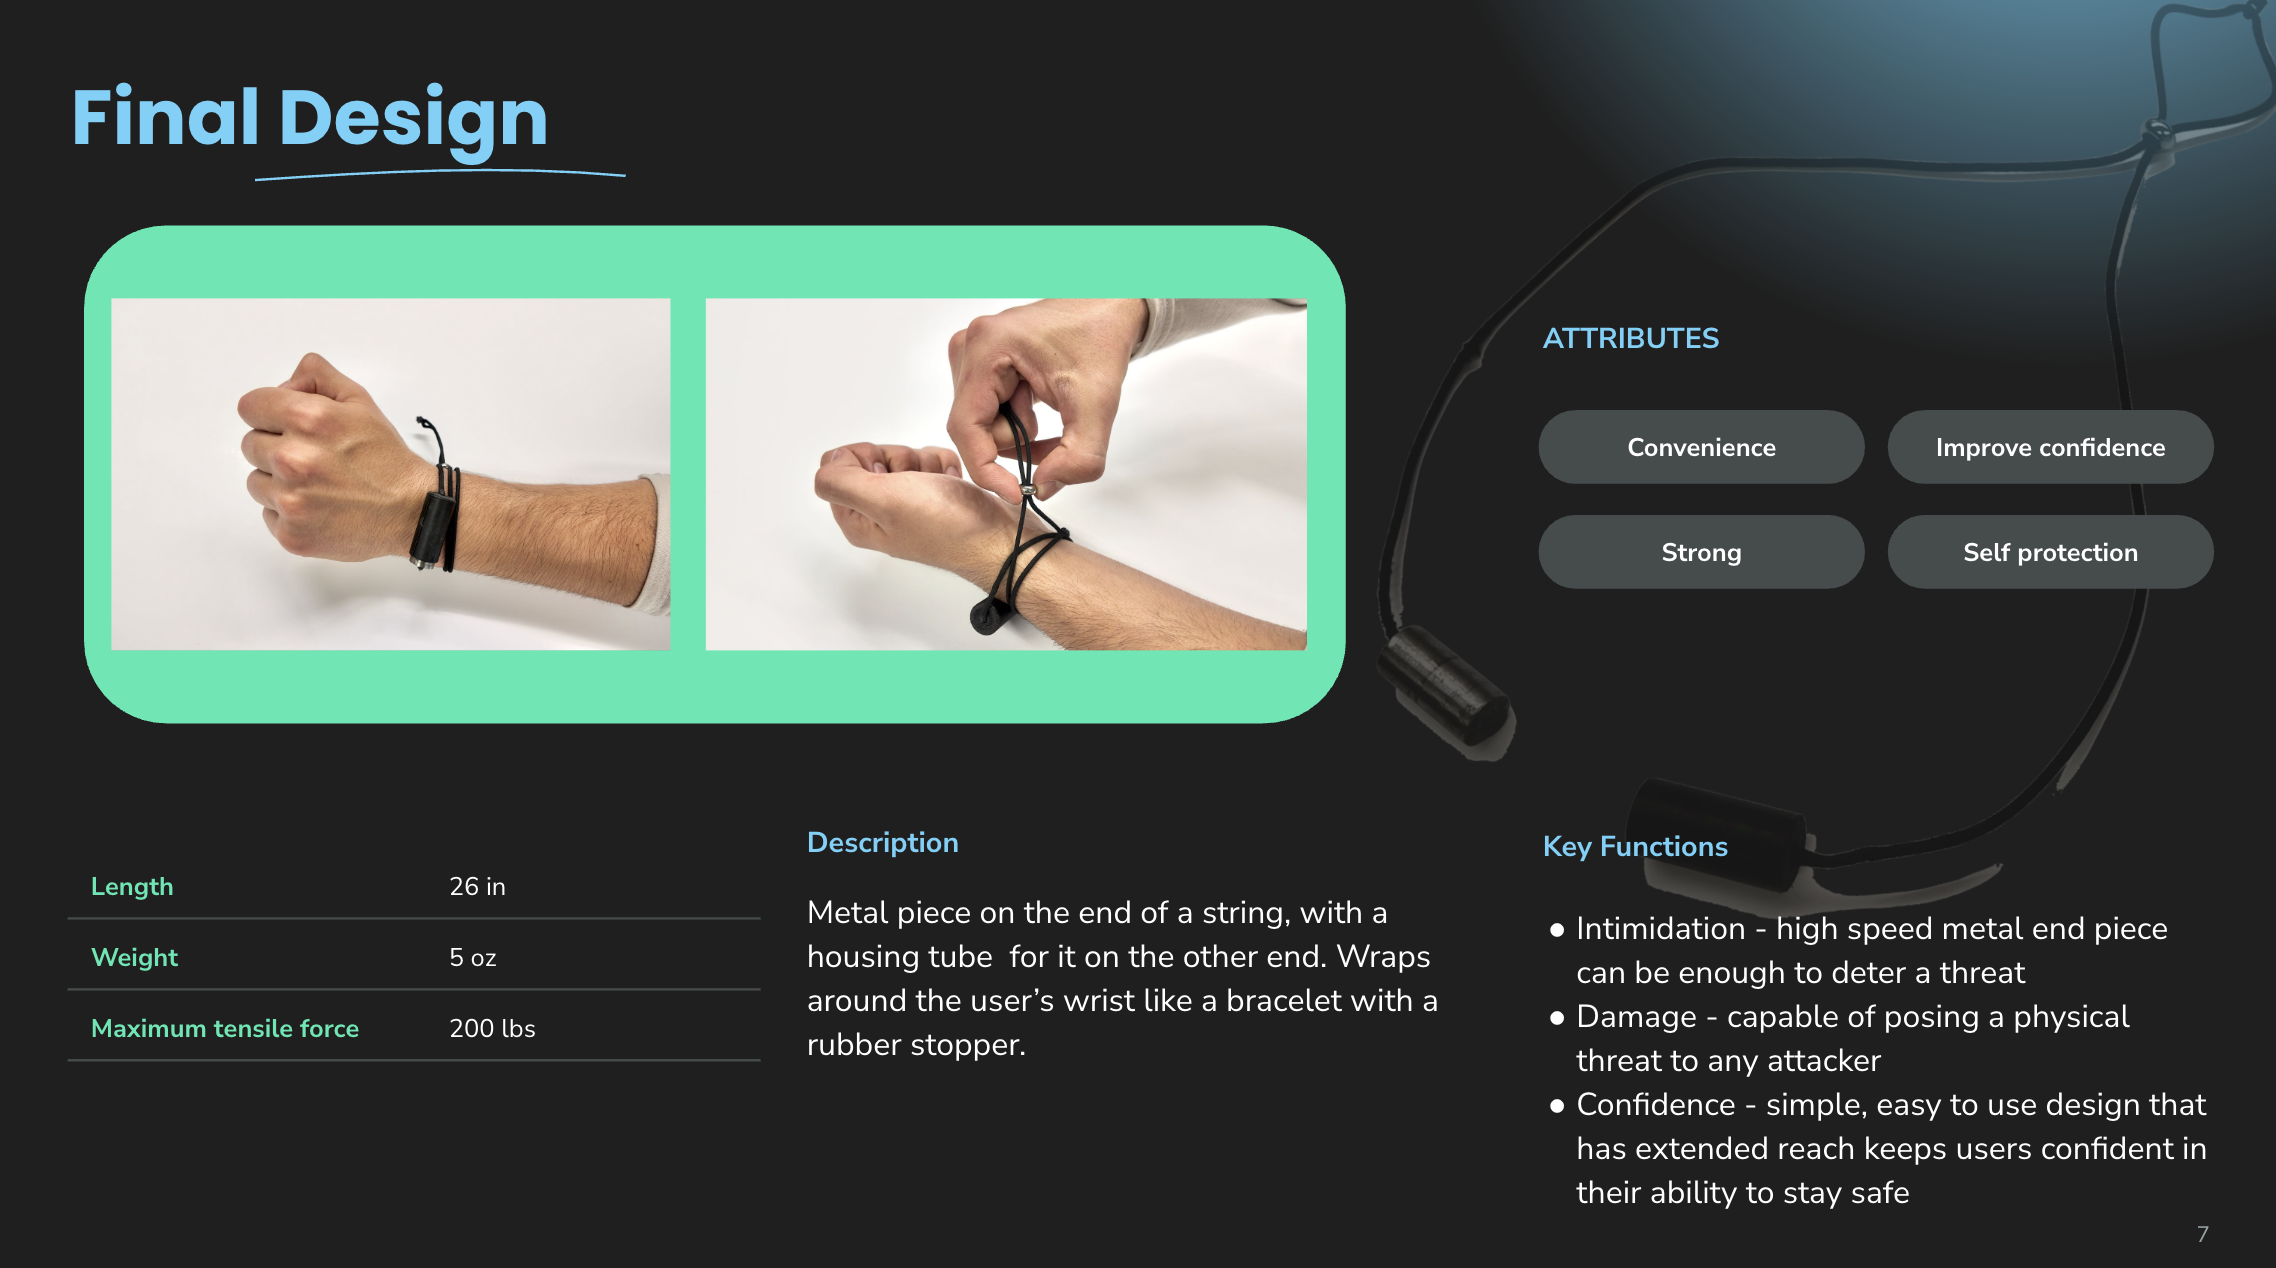 Final Design
ATTRIBUTES
Convenience
Improve confidence
Strong
Self protection
Length 26 in
Weight 5 oz
Maximum tensile force 200 lbs
Description
Metal piece on the end of a string, with a
housing tube  for it on the other end. Wraps
around the user’s wrist like a bracelet with a
rubber stopper.
Key Functions
● Intimidation - high speed metal end piece
can be enough to deter a threat
● Damage - capable of posing a physical
threat to any attacker
● Confidence - simple, easy to use design that
has extended reach keeps users confident in
their ability to stay safe
7